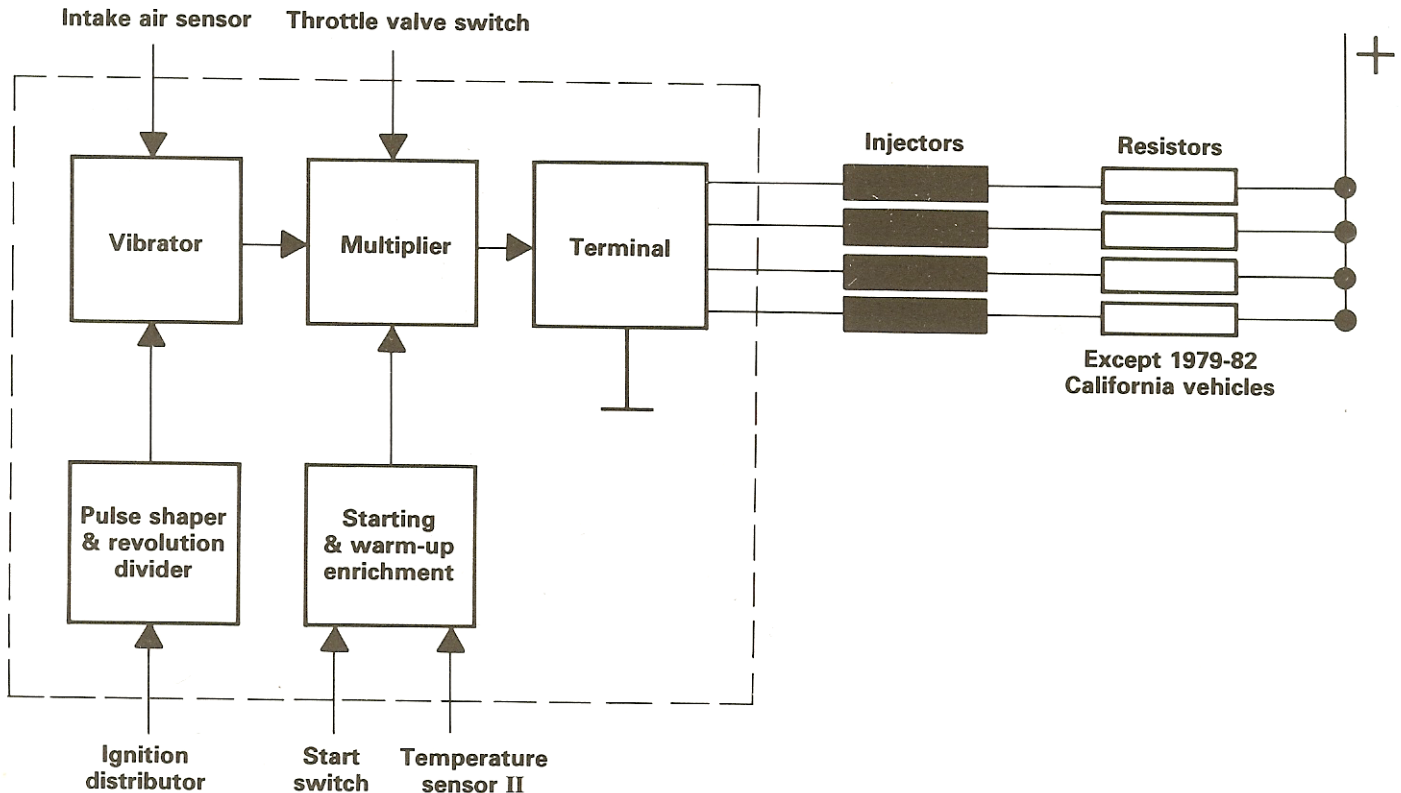 Intake air sensor
Throttle valve switch
+
Injectors
Resistors
Vibrator
Multiplier
Terminal
Except 1979-82
California vehicles
Pulse shaper
& revolution
divider
Starting
& warm-up
enrichment
Ignition
distributor
Start
switch
Temperature
sensor II